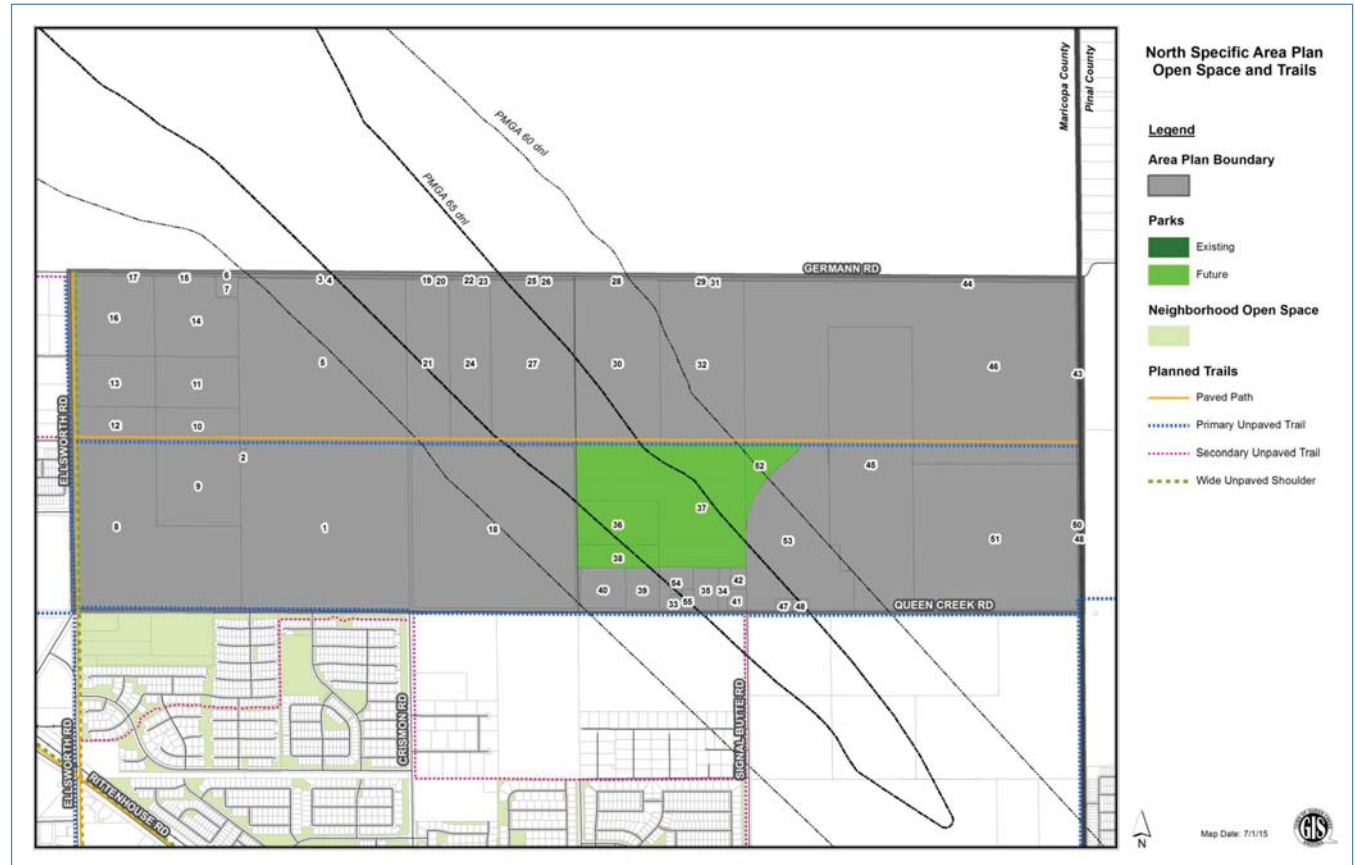 North Specific Area Plan
Open Space and Trails
Legend
Area Plan Boundary
Parks
Existing
Future
Neighborhood Open Space
Planned Trails
Paved Path
Primary Unpaved Trail
Secondary Unpaved Trail
Wide Unpaved Shoulder
Maricopa County
Pinal County
PMGA 60 dnl
PMGA 65 dnl
GERMANN RD
17 15 6 3 4 19 20 22 23 25 26 28 29 31 44
7
16 14
5 21 24 27 30 32 46 43
13 11
12 10
ELLSWORTH RD
2 52 45
9 37
8 1 18 36 53 51 50
48
38
40 39 54 35 34 42
33 55 41 47 48
QUEEN CREEK RD
CRISMON RD
SIGNAL BUTTE RD
ELLSWORTH RD
RITTENHOUSE RD
N
Map Date: 7/1/15
GIS